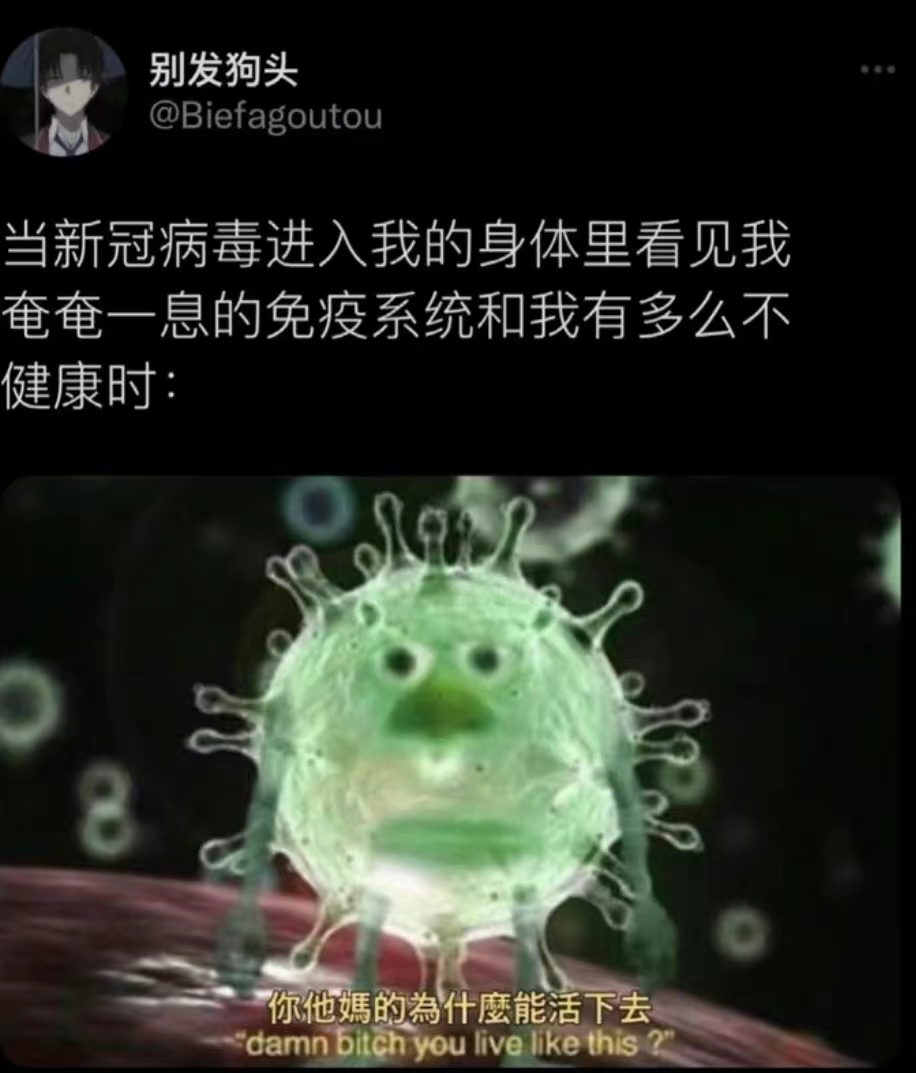 别发狗头
@Biefagoutou
当新冠病毒进入我的身体里看见我
奄奄一息的免疫系统和我有多么不
健康时：
你他媽的為什麼能活下去
“damn bitch you live like this ?”